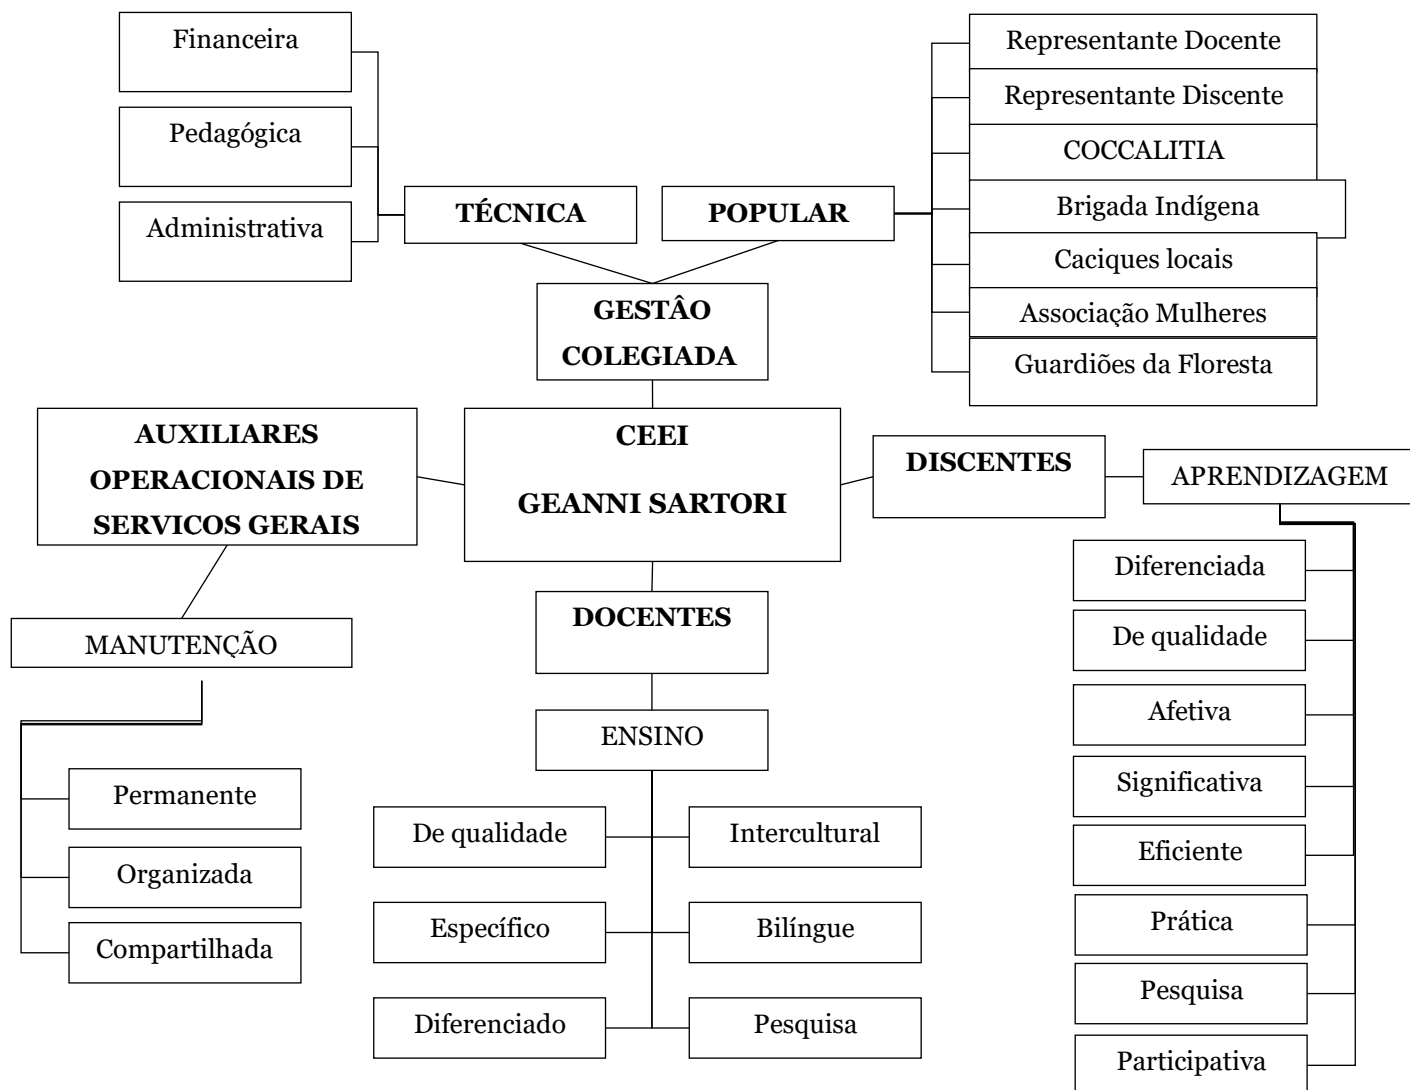 Financeira
Pedagógica
Administrativa
TÉCNICA
POPULAR
Representante Docente
Representante Discente
COCCALITIA
Brigada Indígena
Caciques locais
Associação Mulheres
Guardiões da Floresta
GESTÂO
COLEGIADA
AUXILIARES
OPERACIONAIS DE
SERVICOS GERAIS
CEEI
GEANNI SARTORI
DISCENTES
APRENDIZAGEM
MANUTENÇÃO
Permanente
Organizada
Compartilhada
DOCENTES
ENSINO
De qualidade
Intercultural
Específico
Bilíngue
Diferenciado
Pesquisa
Diferenciada
De qualidade
Afetiva
Significativa
Eficiente
Prática
Pesquisa
Participativa